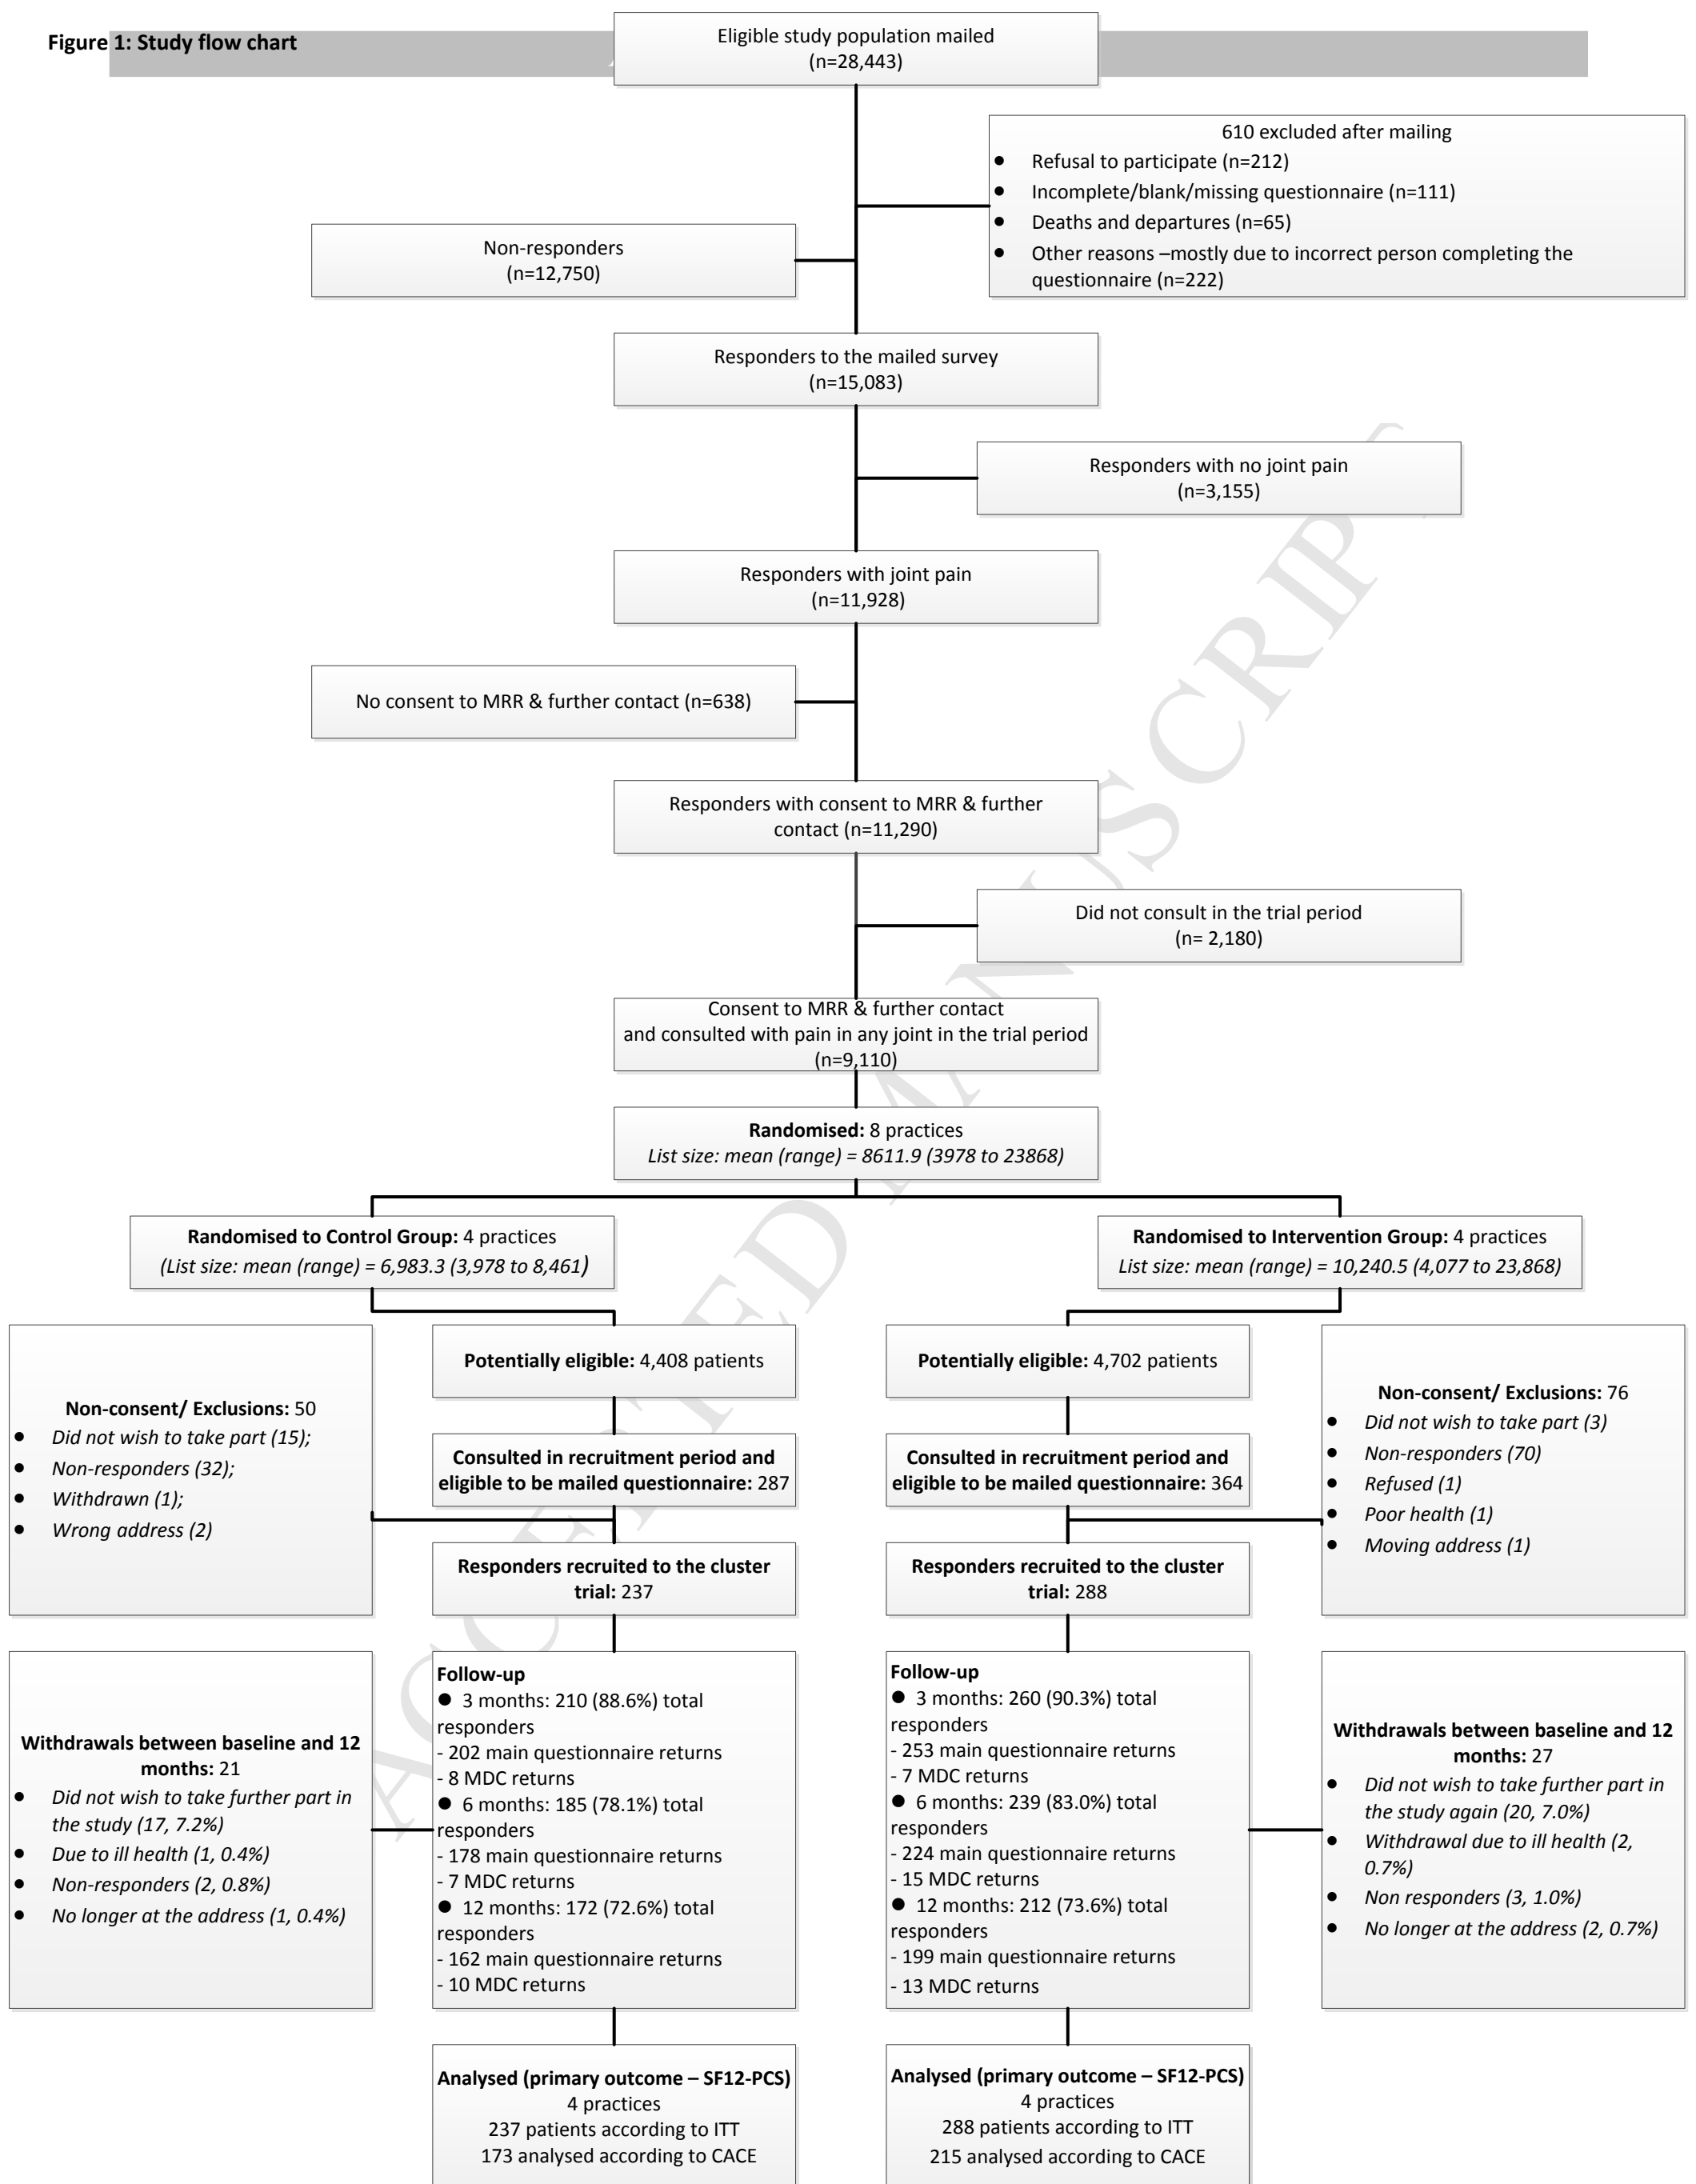 Figure 1: Study flow chart
Eligible study population mailed
(n=28,443)
610 excluded after mailing
● Refusal to participate (n=212)
● Incomplete/blank/missing questionnaire (n=111)
● Deaths and departures (n=65)
● Other reasons –mostly due to incorrect person completing the
questionnaire (n=222)
Non-responders
(n=12,750)
Responders to the mailed survey
(n=15,083)
Responders with no joint pain
(n=3,155)
Responders with joint pain
(n=11,928)
No consent to MRR & further contact (n=638)
Responders with consent to MRR & further
contact (n=11,290)
Did not consult in the trial period
(n= 2,180)
Consent to MRR & further contact
and consulted with pain in any joint in the trial period
(n=9,110)
Randomised: 8 practices
List size: mean (range) = 8611.9 (3978 to 23868)
Randomised to Control Group: 4 practices
(List size: mean (range) = 6,983.3 (3,978 to 8,461)
Randomised to Intervention Group: 4 practices
List size: mean (range) = 10,240.5 (4,077 to 23,868)
Non-consent/ Exclusions: 50
● Did not wish to take part (15);
● Non-responders (32);
● Withdrawn (1);
● Wrong address (2)
Potentially eligible: 4,408 patients
Potentially eligible: 4,702 patients
Non-consent/ Exclusions: 76
● Did not wish to take part (3)
● Non-responders (70)
● Refused (1)
● Poor health (1)
● Moving address (1)
Consulted in recruitment period and
eligible to be mailed questionnaire: 287
Consulted in recruitment period and
eligible to be mailed questionnaire: 364
Responders recruited to the cluster
trial: 237
Responders recruited to the cluster
trial: 288
Withdrawals between baseline and 12
months: 21
● Did not wish to take further part in
the study (17, 7.2%)
● Due to ill health (1, 0.4%)
● Non-responders (2, 0.8%)
● No longer at the address (1, 0.4%)
Follow-up
● 3 months: 210 (88.6%) total
responders
- 202 main questionnaire returns
- 8 MDC returns
● 6 months: 185 (78.1%) total
responders
- 178 main questionnaire returns
- 7 MDC returns
● 12 months: 172 (72.6%) total
responders
- 162 main questionnaire returns
- 10 MDC returns
Follow-up
● 3 months: 260 (90.3%) total
responders
- 253 main questionnaire returns
- 7 MDC returns
● 6 months: 239 (83.0%) total
responders
- 224 main questionnaire returns
- 15 MDC returns
● 12 months: 212 (73.6%) total
responders
- 199 main questionnaire returns
- 13 MDC returns
Withdrawals between baseline and 12
months: 27
● Did not wish to take further part in
the study again (20, 7.0%)
● Withdrawal due to ill health (2,
0.7%)
● Non responders (3, 1.0%)
● No longer at the address (2, 0.7%)
Analysed (primary outcome – SF12-PCS)
4 practices
237 patients according to ITT
173 analysed according to CACE
Analysed (primary outcome – SF12-PCS)
4 practices
288 patients according to ITT
215 analysed according to CACE
ACCEPTED MANUSCRIPT